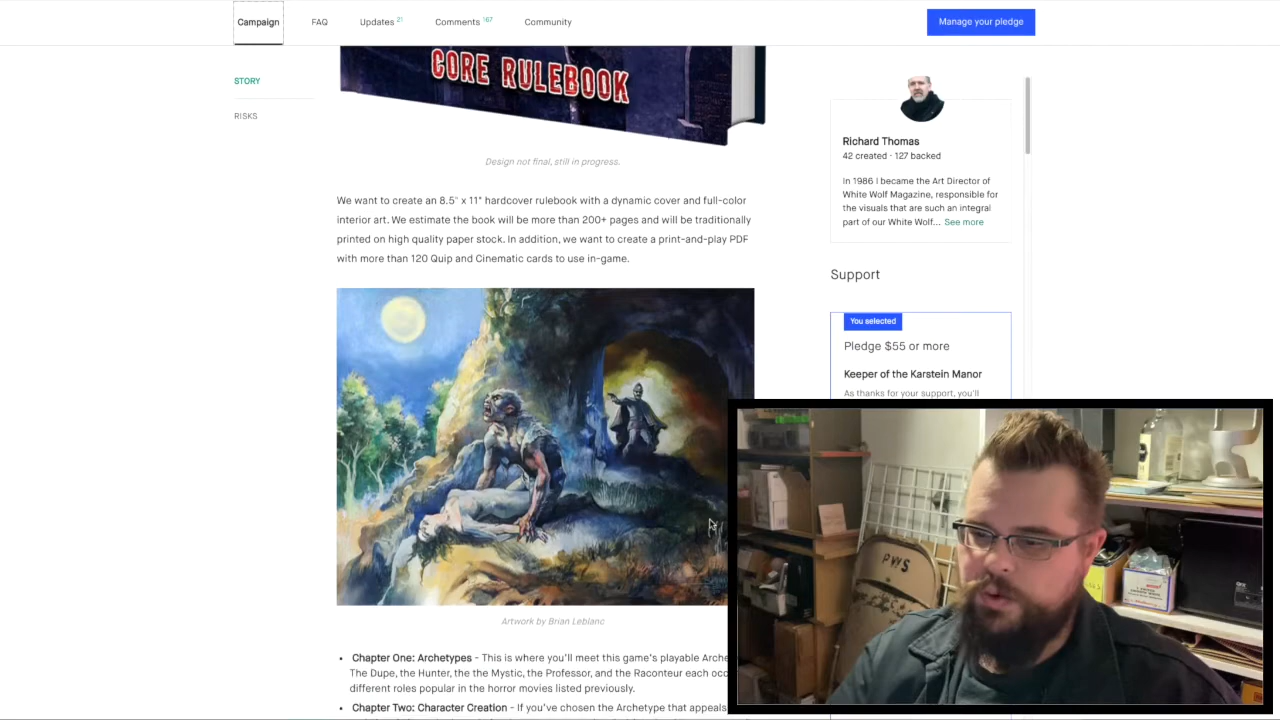 Campaign FAQ Updates 21 Comments 167 Community Manage your pledge
STORY
RISKS
CORE RULEBOOK
Design not final, still in progress.
We want to create an 8.5" x 11" hardcover rulebook with a dynamic cover and full-color
interior art. We estimate the book will be more than 200+ pages and will be traditionally
printed on high quality paper stock. In addition, we want to create a print-and-play PDF
with more than 120 Quip and Cinematic cards to use in-game.
Artwork by Brian Leblanc
• Chapter One: Archetypes - This is where you'll meet this game's playable Arche
The Dupe, the Hunter, the the Mystic, the Professor, and the Raconteur each occ
different roles popular in the horror movies listed previously.
• Chapter Two: Character Creation - If you've chosen the Archetype that appeals
Richard Thomas
42 created · 127 backed
In 1986 I became the Art Director of
White Wolf Magazine, responsible for
the visuals that are such an integral
part of our White Wolf... See more
Support
You selected
Pledge $55 or more
Keeper of the Karstein Manor
As thanks for your support, you'll
PWS